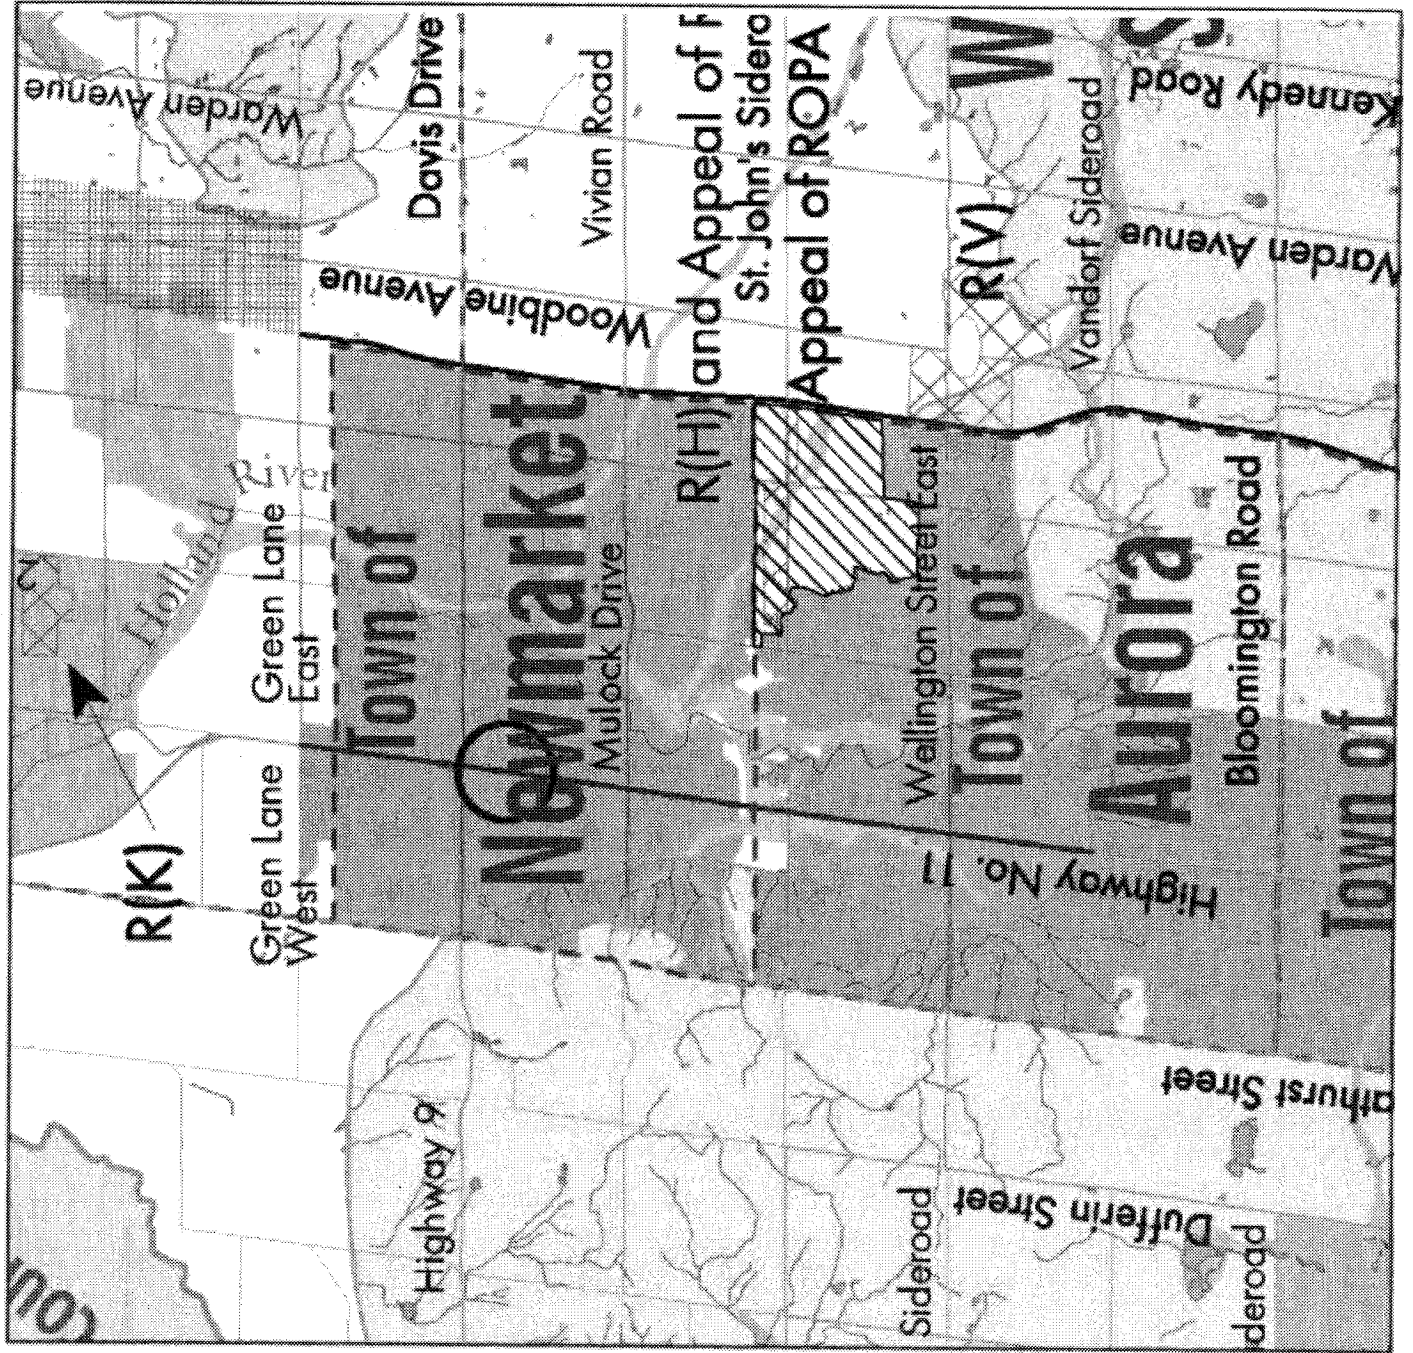 Warden Avenue
Davis Drive
Vivian Road
Woodbine Avenue
R(H) and Appeal of
St. John's
Appeal of ROPA
W
S
Kennedy Road
R(V)
Vandorf Sideroad
Warden Avenue
Holland River
2
R(K)
Green Lane
East
Green Lane
West
Town of
Newmarket
Mulock Drive
Wellington Street East
Town of
Aurora
Bloomington Road
Highway No. 11
Town of
athurst Street
Highway 9
Dufferin Street
Sideroad
deroad